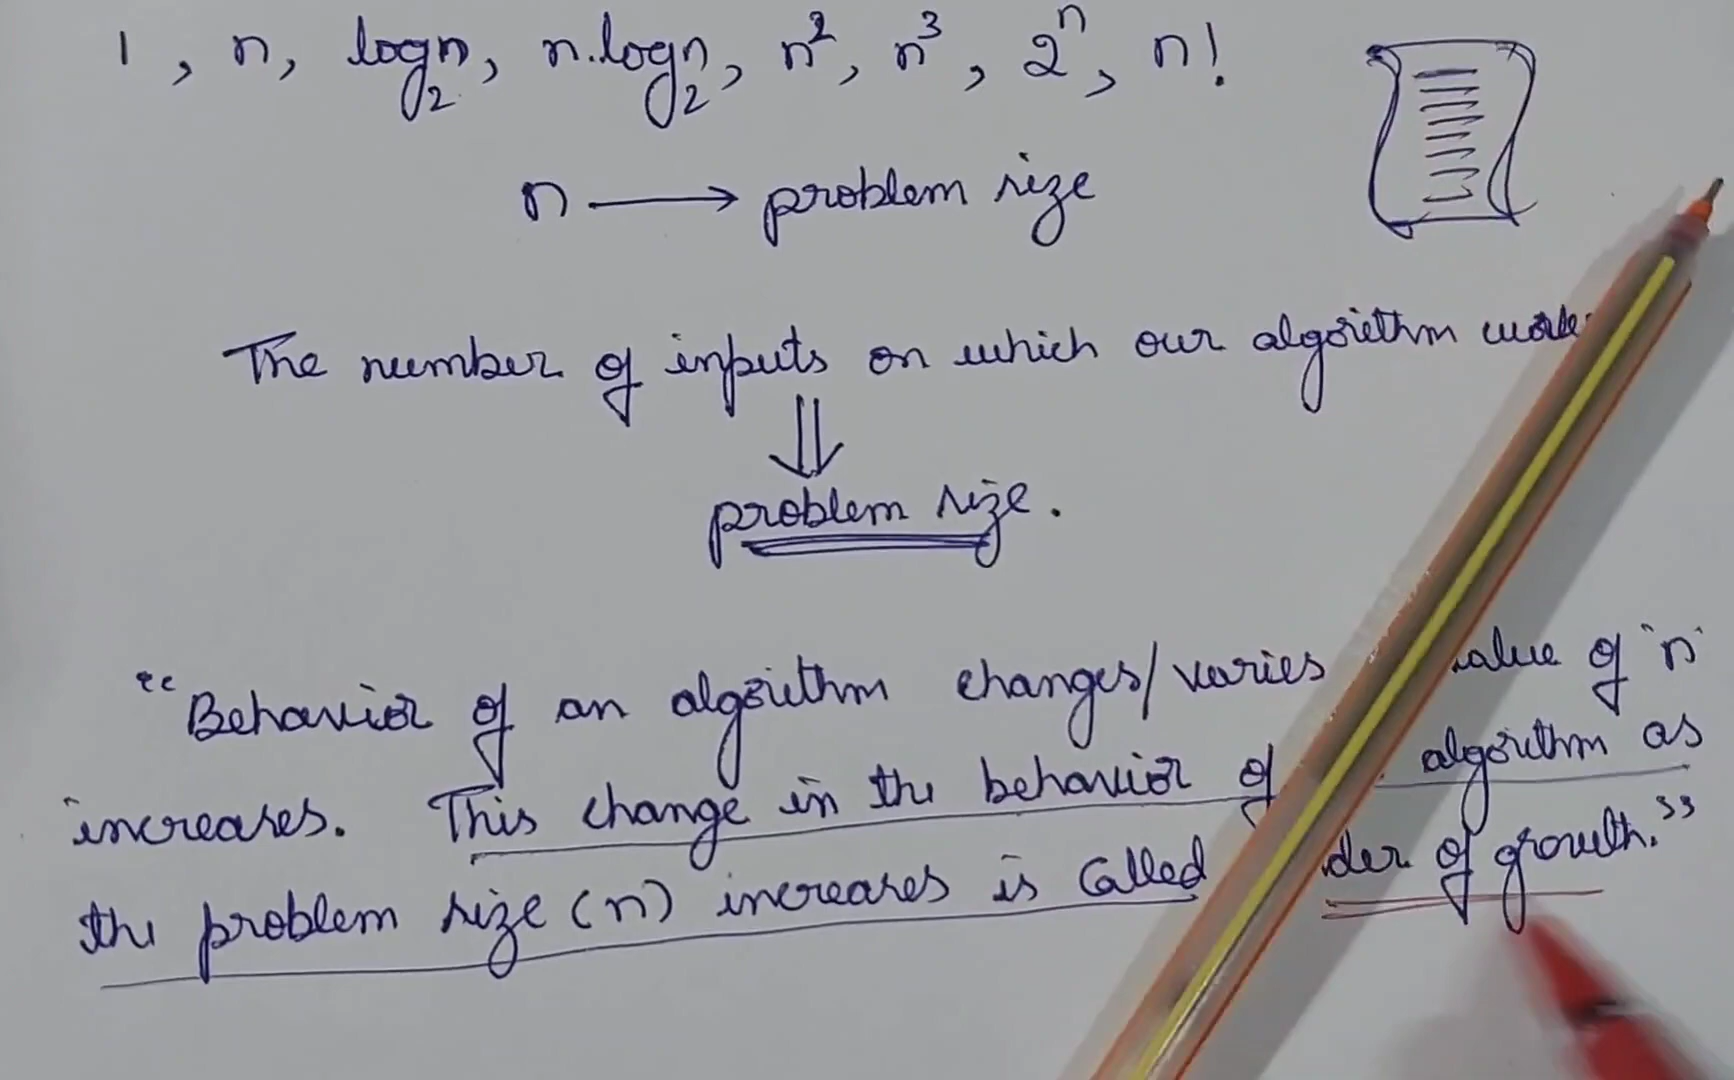 1, n, log₂n, n.log₂n, n², n³, 2ⁿ, n!
n ⟶ problem size
The number of inputs on which our algorithm
⇓
problem size.
"Behavior of an algorithm changes/varies value of 'n'
increases. This change in the behavior of algorithm as
the problem size (n) increases is called of growth."